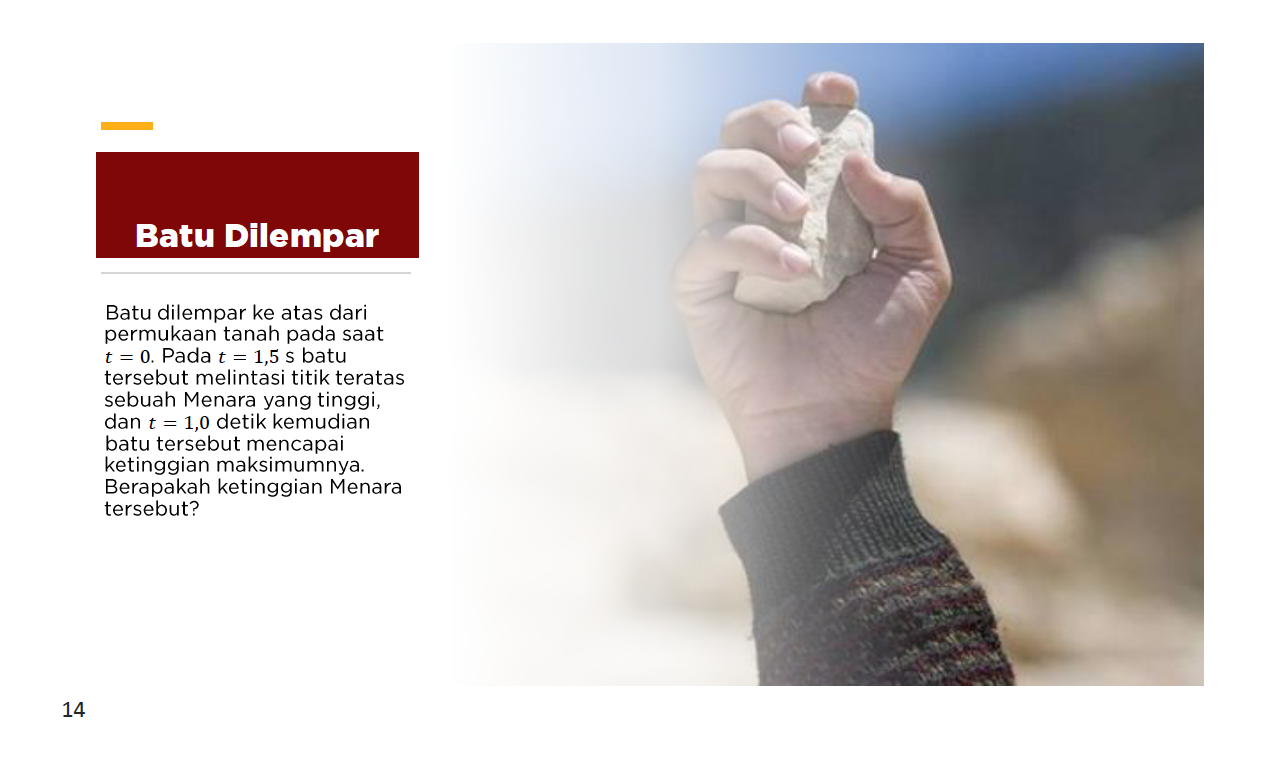 Batu Dilempar
Batu dilempar ke atas dari
permukaan tanah pada saat
t = 0. Pada t = 1,5 s batu
tersebut melintasi titik teratas
sebuah Menara yang tinggi,
dan t = 1,0 detik kemudian
batu tersebut mencapai
ketinggian maksimumnya.
Berapakah ketinggian Menara
tersebut?
14